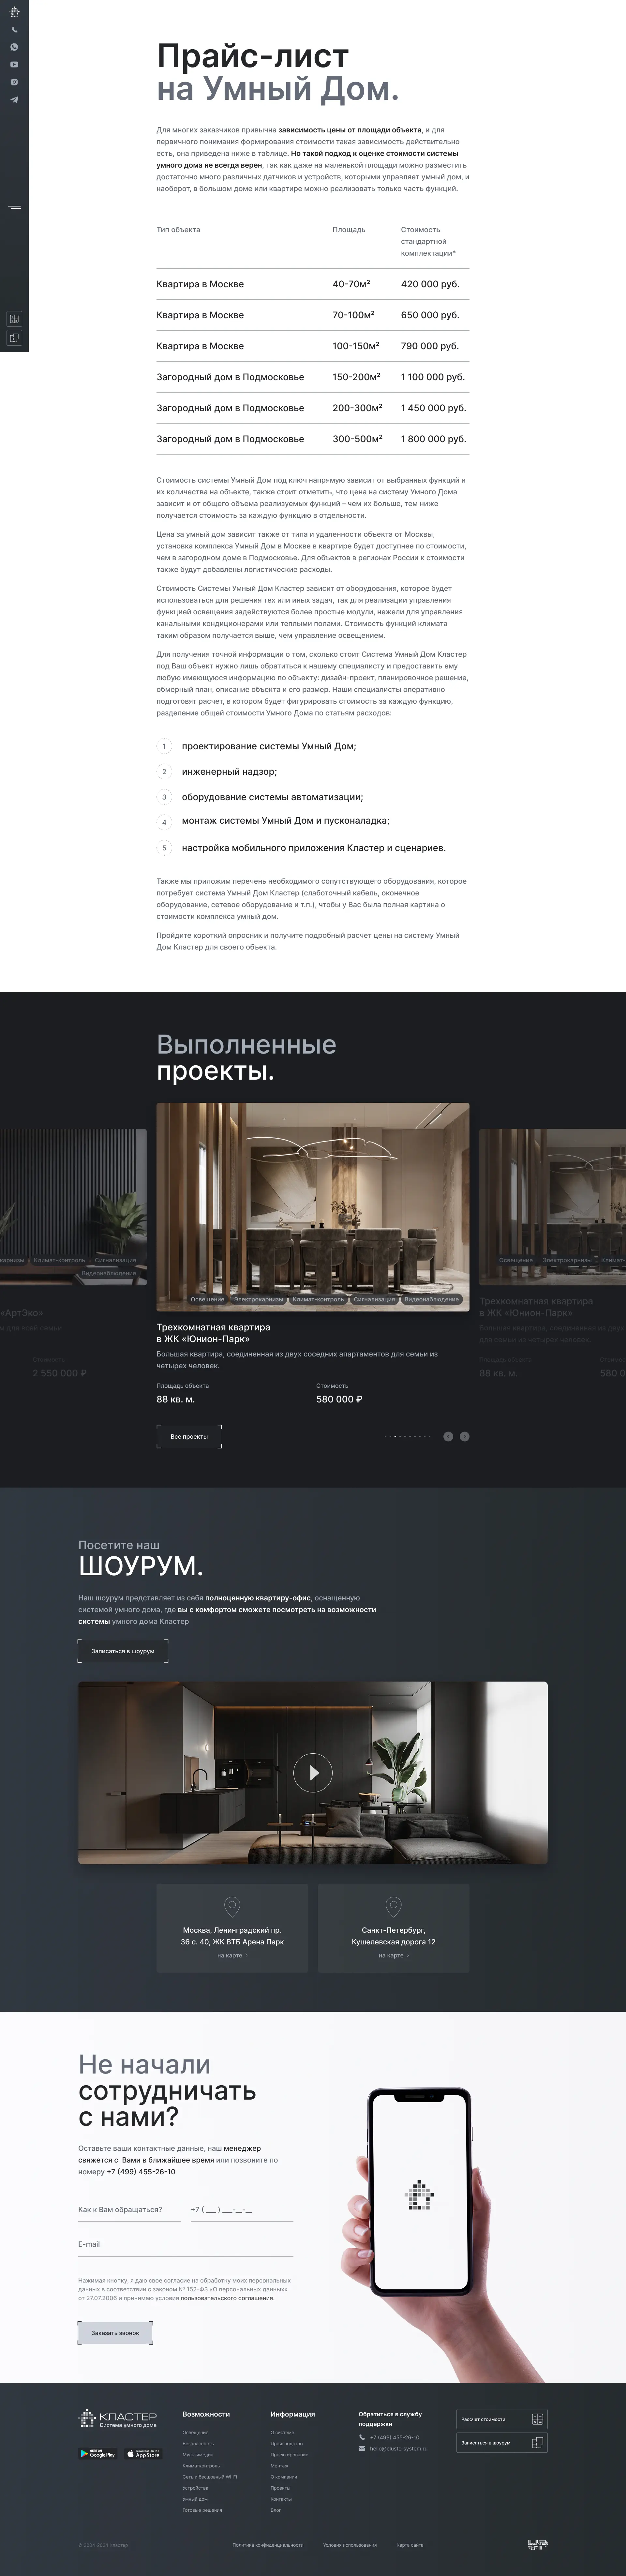 Прайс-лист
на Умный Дом.
Для многих заказчиков привычна зависимость цены от площади объекта, и для
первичного понимания формирования стоимости такая зависимость действительно
есть, она приведена ниже в таблице. Но такой подход к оценке стоимости системы
умного дома не всегда верен, так как даже на маленькой площади можно разместить
достаточно много различных датчиков и устройств, которыми управляет умный дом, и
наоборот, в большом доме или квартире можно реализовать только часть функций.
Тип объекта Площадь Стоимость
стандартной
комплектации*
Квартира в Москве 40-70м² 420 000 руб.
Квартира в Москве 70-100м² 650 000 руб.
Квартира в Москве 100-150м² 790 000 руб.
Загородный дом в Подмосковье 150-200м² 1 100 000 руб.
Загородный дом в Подмосковье 200-300м² 1 450 000 руб.
Загородный дом в Подмосковье 300-500м² 1 800 000 руб.
Стоимость системы Умный Дом под ключ напрямую зависит от выбранных функций и
их количества на объекте, также стоит отметить, что цена на систему Умного Дома
зависит и от общего объема реализуемых функций – чем их больше, тем ниже
получается стоимость за каждую функцию в отдельности.
Цена за умный дом зависит также от типа и удаленности объекта от Москвы,
установка комплекса Умный Дом в Москве в квартире будет доступнее по стоимости,
чем в загородном доме в Подмосковье. Для объектов в регионах России к стоимости
также будут добавлены логистические расходы.
Стоимость Системы Умный Дом Кластер зависит от оборудования, которое будет
использоваться для решения тех или иных задач, так для реализации управления
функцией освещения задействуются более простые модули, нежели для управления
канальными кондиционерами или теплыми полами. Стоимость функций климата
таким образом получается выше, чем управление освещением.
Для получения точной информации о том, сколько стоит Система Умный Дом Кластер
под Ваш объект нужно лишь обратиться к нашему специалисту и предоставить ему
любую имеющуюся информацию по объекту: дизайн-проект, планировочное решение,
обмерный план, описание объекта и его размер. Наши специалисты оперативно
подготовят расчет, в котором будет фигурировать стоимость за каждую функцию,
разделение общей стоимости Умного Дома по статьям расходов:
1 проектирование системы Умный Дом;
2 инженерный надзор;
3 оборудование системы автоматизации;
4 монтаж системы Умный Дом и пусконаладка;
5 настройка мобильного приложения Кластер и сценариев.
Также мы приложим перечень необходимого сопутствующего оборудования, которое
потребует система Умный Дом Кластер (слаботочный кабель, оконечное
оборудование, сетевое оборудование и т.п.), чтобы у Вас была полная картина о
стоимости комплекса умный дом.
Пройдите короткий опросник и получите подробный расчет цены на систему Умный
Дом Кластер для своего объекта.
Выполненные
проекты.
Климат-контроль Сигнализация
Видеонаблюдение
«АртЭко»
для всей семьи
Стоимость
2 550 000 ₽
Освещение Электрокарнизы Климат-контроль Сигнализация Видеонаблюдение
Трехкомнатная квартира
в ЖК «Юнион-Парк»
Большая квартира, соединенная из двух соседних апартаментов для семьи из
четырех человек.
Площадь объекта Стоимость
88 кв. м. 580 000 ₽
Освещение Электрокарнизы
Трехкомнатная квартира
в ЖК «Юнион-Парк»
Площадь объекта
88 кв. м.
Все проекты
Посетите наш
ШОУРУМ.
Наш шоурум представляет из себя полноценную квартиру-офис, оснащенную
системой умного дома, где вы с комфортом сможете посмотреть на возможности
системы умного дома Кластер
Записаться в шоурум
Москва, Ленинградский пр.
36 с. 40, ЖК ВТБ Арена Парк
на карте
Санкт-Петербург,
Кушелевская дорога 12
на карте
Не начали
сотрудничать
с нами?
Оставьте ваши контактные данные, наш менеджер
свяжется с Вами в ближайшее время или позвоните по
номеру +7 (499) 455-26-10
Как к Вам обращаться? +7 ( ___ ) ___-__-__
E-mail
Нажимая кнопку, я даю свое согласие на обработку моих персональных
данных в соответствии с законом № 152-ФЗ «О персональных данных»
от 27.07.2006 и принимаю условия пользовательского соглашения.
Заказать звонок
КЛАСТЕР
Система умного дома
Google Play
App Store
Возможности
Освещение
Безопасность
Мультимедиа
Климатконтроль
Сеть и бесшовный Wi-Fi
Устройства
Умный дом
Готовые решения
Информация
О системе
Производство
Проектирование
Монтаж
О компании
Проекты
Контакты
Блог
Обратиться в службу
поддержки
+7 (499) 455-26-10
hello@clustersystem.ru
Рассчет стоимости
Записаться в шоурум
Политика конфиденциальности Условия использования Карта сайта
UP